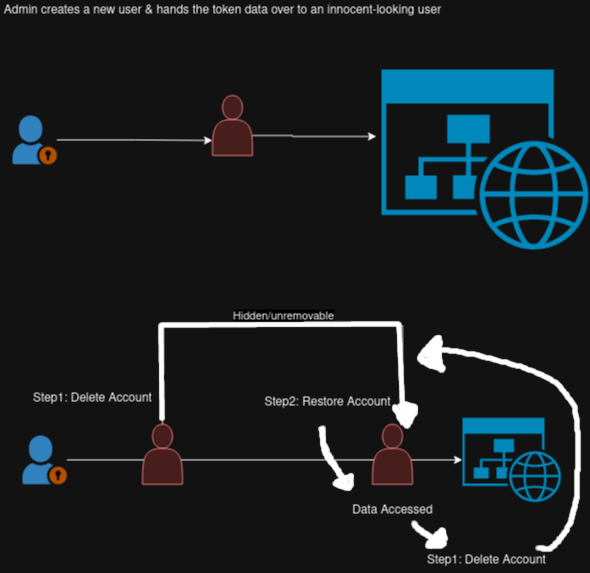 Admin creates a new user & hands the token data over to an innocent-looking user
Hidden/unremovable
Step1: Delete Account
Step2: Restore Account
Data Accessed
Step1: Delete Account